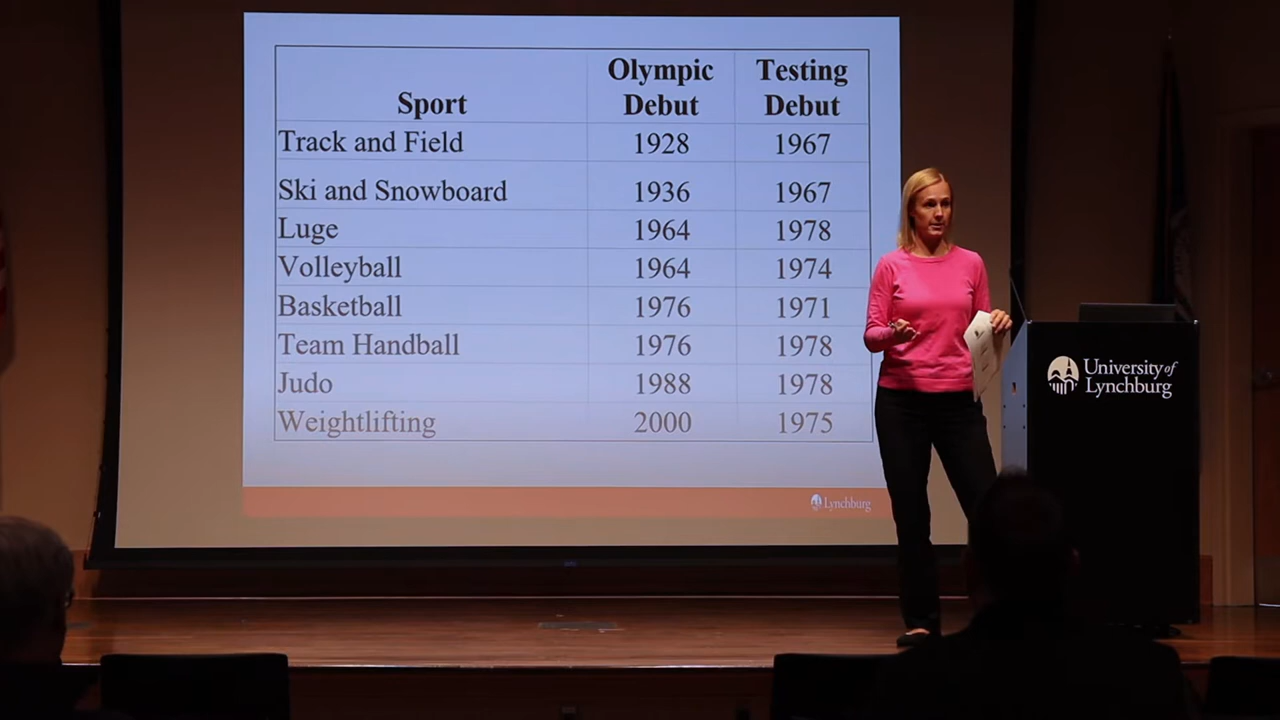 Sport Olympic Debut Testing Debut
Track and Field 1928 1967
Ski and Snowboard 1936 1967
Luge 1964 1978
Volleyball 1964 1974
Basketball 1976 1971
Team Handball 1976 1978
Judo 1988 1978
Weightlifting 2000 1975
Lynchburg
University of
Lynchburg